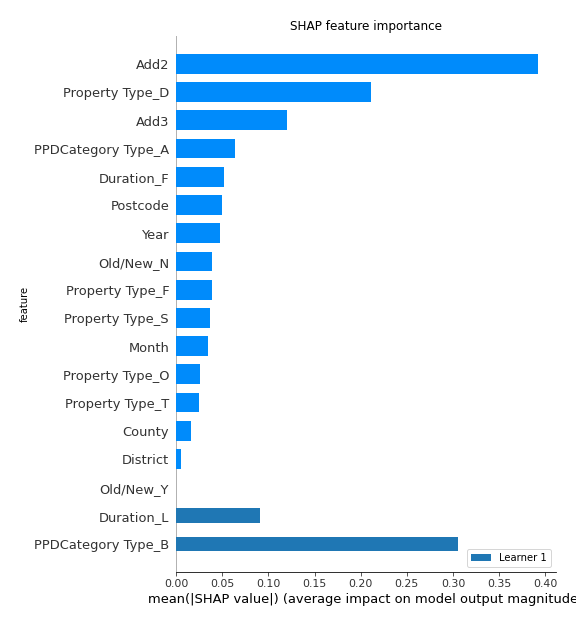 SHAP feature importance
Add2
Property Type_D
Add3
PPDCategory Type_A
Duration_F
Postcode
Year
Old/New_N
feature
Property Type_F
Property Type_S
Month
Property Type_O
Property Type_T
County
District
Old/New_Y
Duration_L
PPDCategory Type_B
Learner 1
0.00 0.05 0.10 0.15 0.20 0.25 0.30 0.35 0.40
mean(|SHAP value|) (average impact on model output magnitude